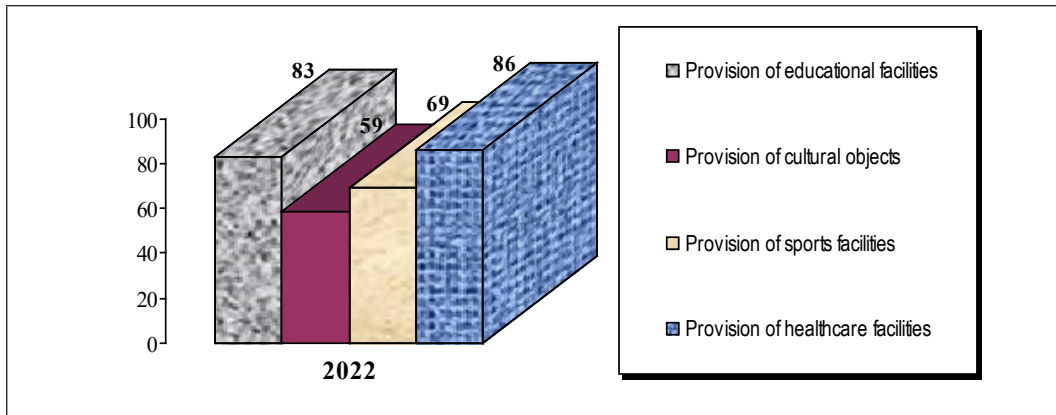 83
59
69
86
100
80
60
40
20
0
2022
Provision of educational facilities
Provision of cultural objects
Provision of sports facilities
Provision of healthcare facilities